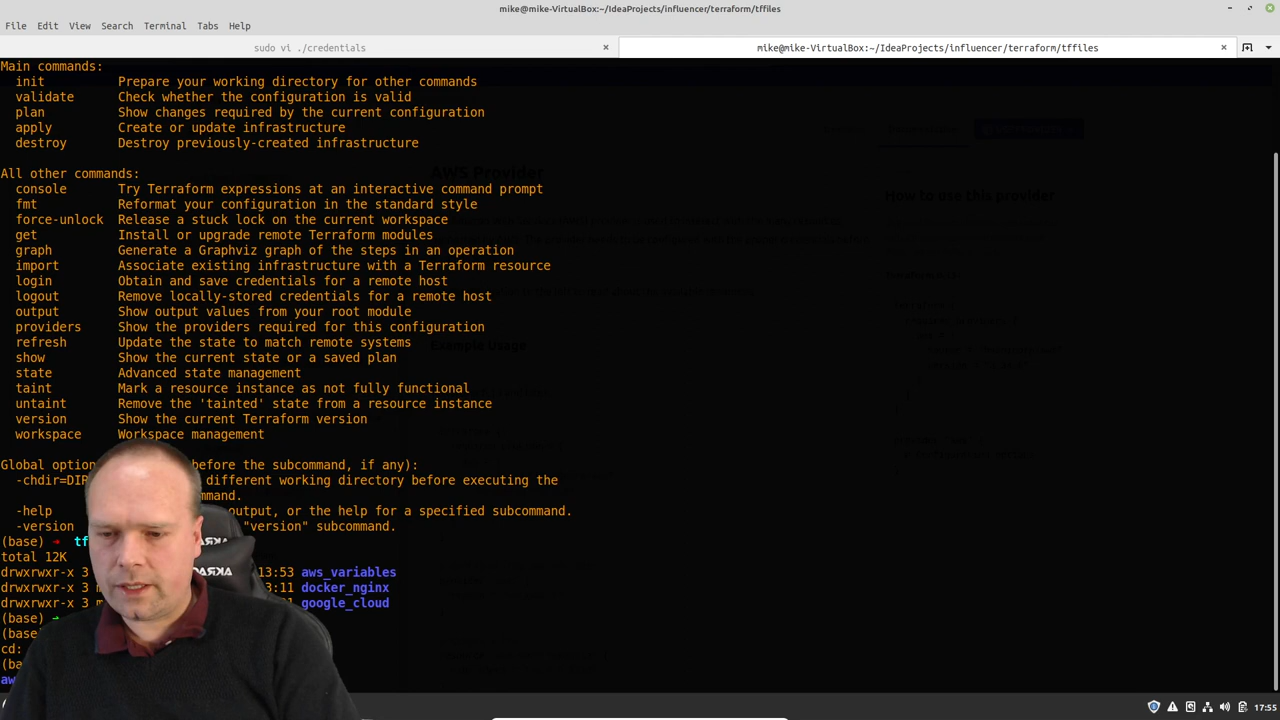 mike@mike-VirtualBox:~/IdeaProjects/influencer/terraform/tffiles
File Edit View Search Terminal Tabs Help
sudo vi ./credentials
mike@mike-VirtualBox:~/IdeaProjects/influencer/terraform/tffiles
Main commands:
init Prepare your working directory for other commands
validate Check whether the configuration is valid
plan Show changes required by the current configuration
apply Create or update infrastructure
destroy Destroy previously-created infrastructure
All other commands:
console Try Terraform expressions at an interactive command prompt
fmt Reformat your configuration in the standard style
force-unlock Release a stuck lock on the current workspace
get Install or upgrade remote Terraform modules
graph Generate a Graphviz graph of the steps in an operation
import Associate existing infrastructure with a Terraform resource
login Obtain and save credentials for a remote host
logout Remove locally-stored credentials for a remote host
output Show output values from your root module
providers Show the providers required for this configuration
refresh Update the state to match remote systems
show Show the current state or a saved plan
state Advanced state management
taint Mark a resource instance as not fully functional
untaint Remove the 'tainted' state from a resource instance
version Show the current Terraform version
workspace Workspace management
Global before the subcommand, if any):
different working directory before executing the
-help output, or the help for a specified subcommand.
-version "version" subcommand.
(base) ➜
total 12K
drwxrwxr-x 3 13:53 aws_variables
drwxrwxr-x 3 docker_nginx
drwxrwxr-x 3 google_cloud
(base) ➜
cd:
AWS Provider
How to use this provider
Example Usage
17:55